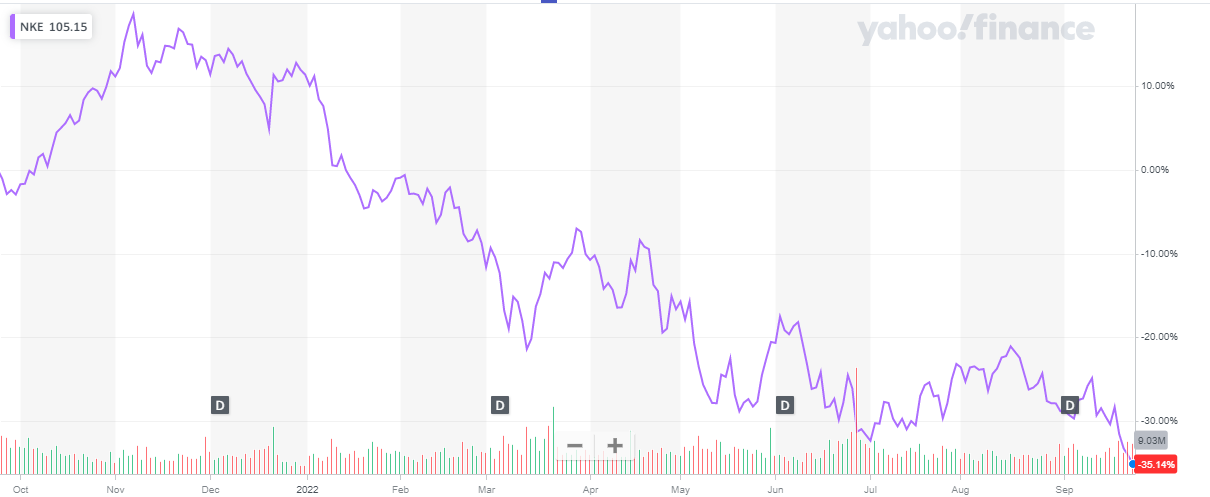 NKE 105.15
yahoo!finance
10.00%
0.00%
-10.00%
-20.00%
D D D D
-30.00%
9.03M
-35.14%
Oct Nov Dec 2022 Feb Mar Apr May Jun Jul Aug Sep